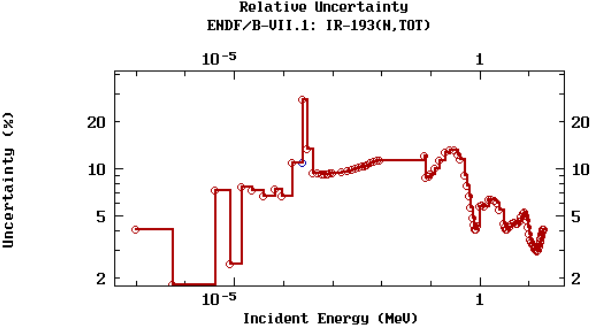 Relative Uncertainty
ENDF/B-VII.1: IR-193(N,TOT)
10-5 1
20 20
10 10
5 5
2 2
Uncertainty (%)
10-5 1
Incident Energy (MeV)